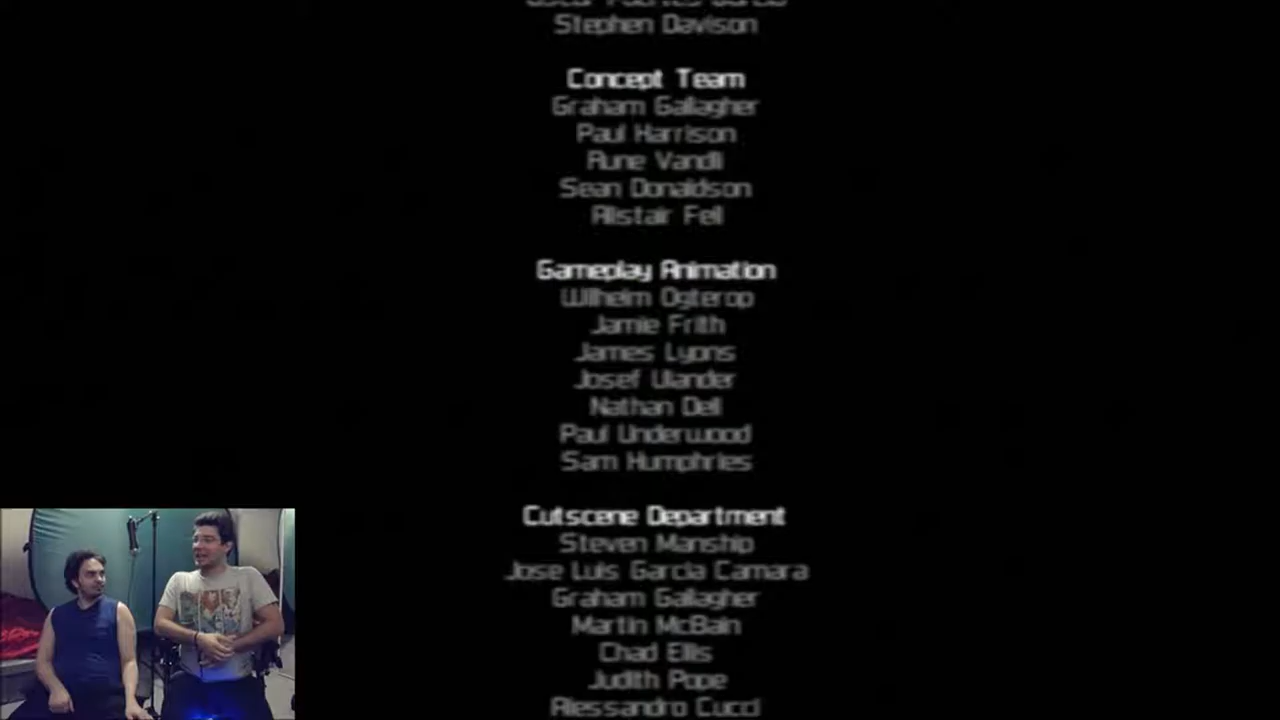 Stephen Davison
Concept Team
Graham Gallagher
Paul Harrison
Rune Vandli
Sean Donaldson
Alistair Fell
Gameplay Animation
Wilhelm Ogterop
Jamie Frith
James Lyons
Josef Ulander
Nathan Dell
Paul Underwood
Sam Humphries
Cutscene Department
Steven Manship
Jose Luis Garcia Camara
Graham Gallagher
Martin McBain
Chad Ellis
Judith Pope
Alessandro Cucci